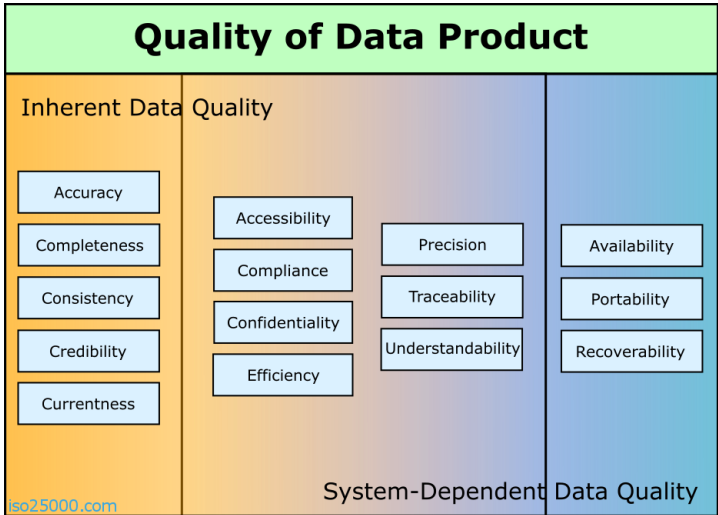 Quality of Data Product
Inherent Data Quality
Accuracy
Completeness
Consistency
Credibility
Currentness
Accessibility
Compliance
Confidentiality
Efficiency
Precision
Traceability
Understandability
Availability
Portability
Recoverability
System-Dependent Data Quality
iso25000.com